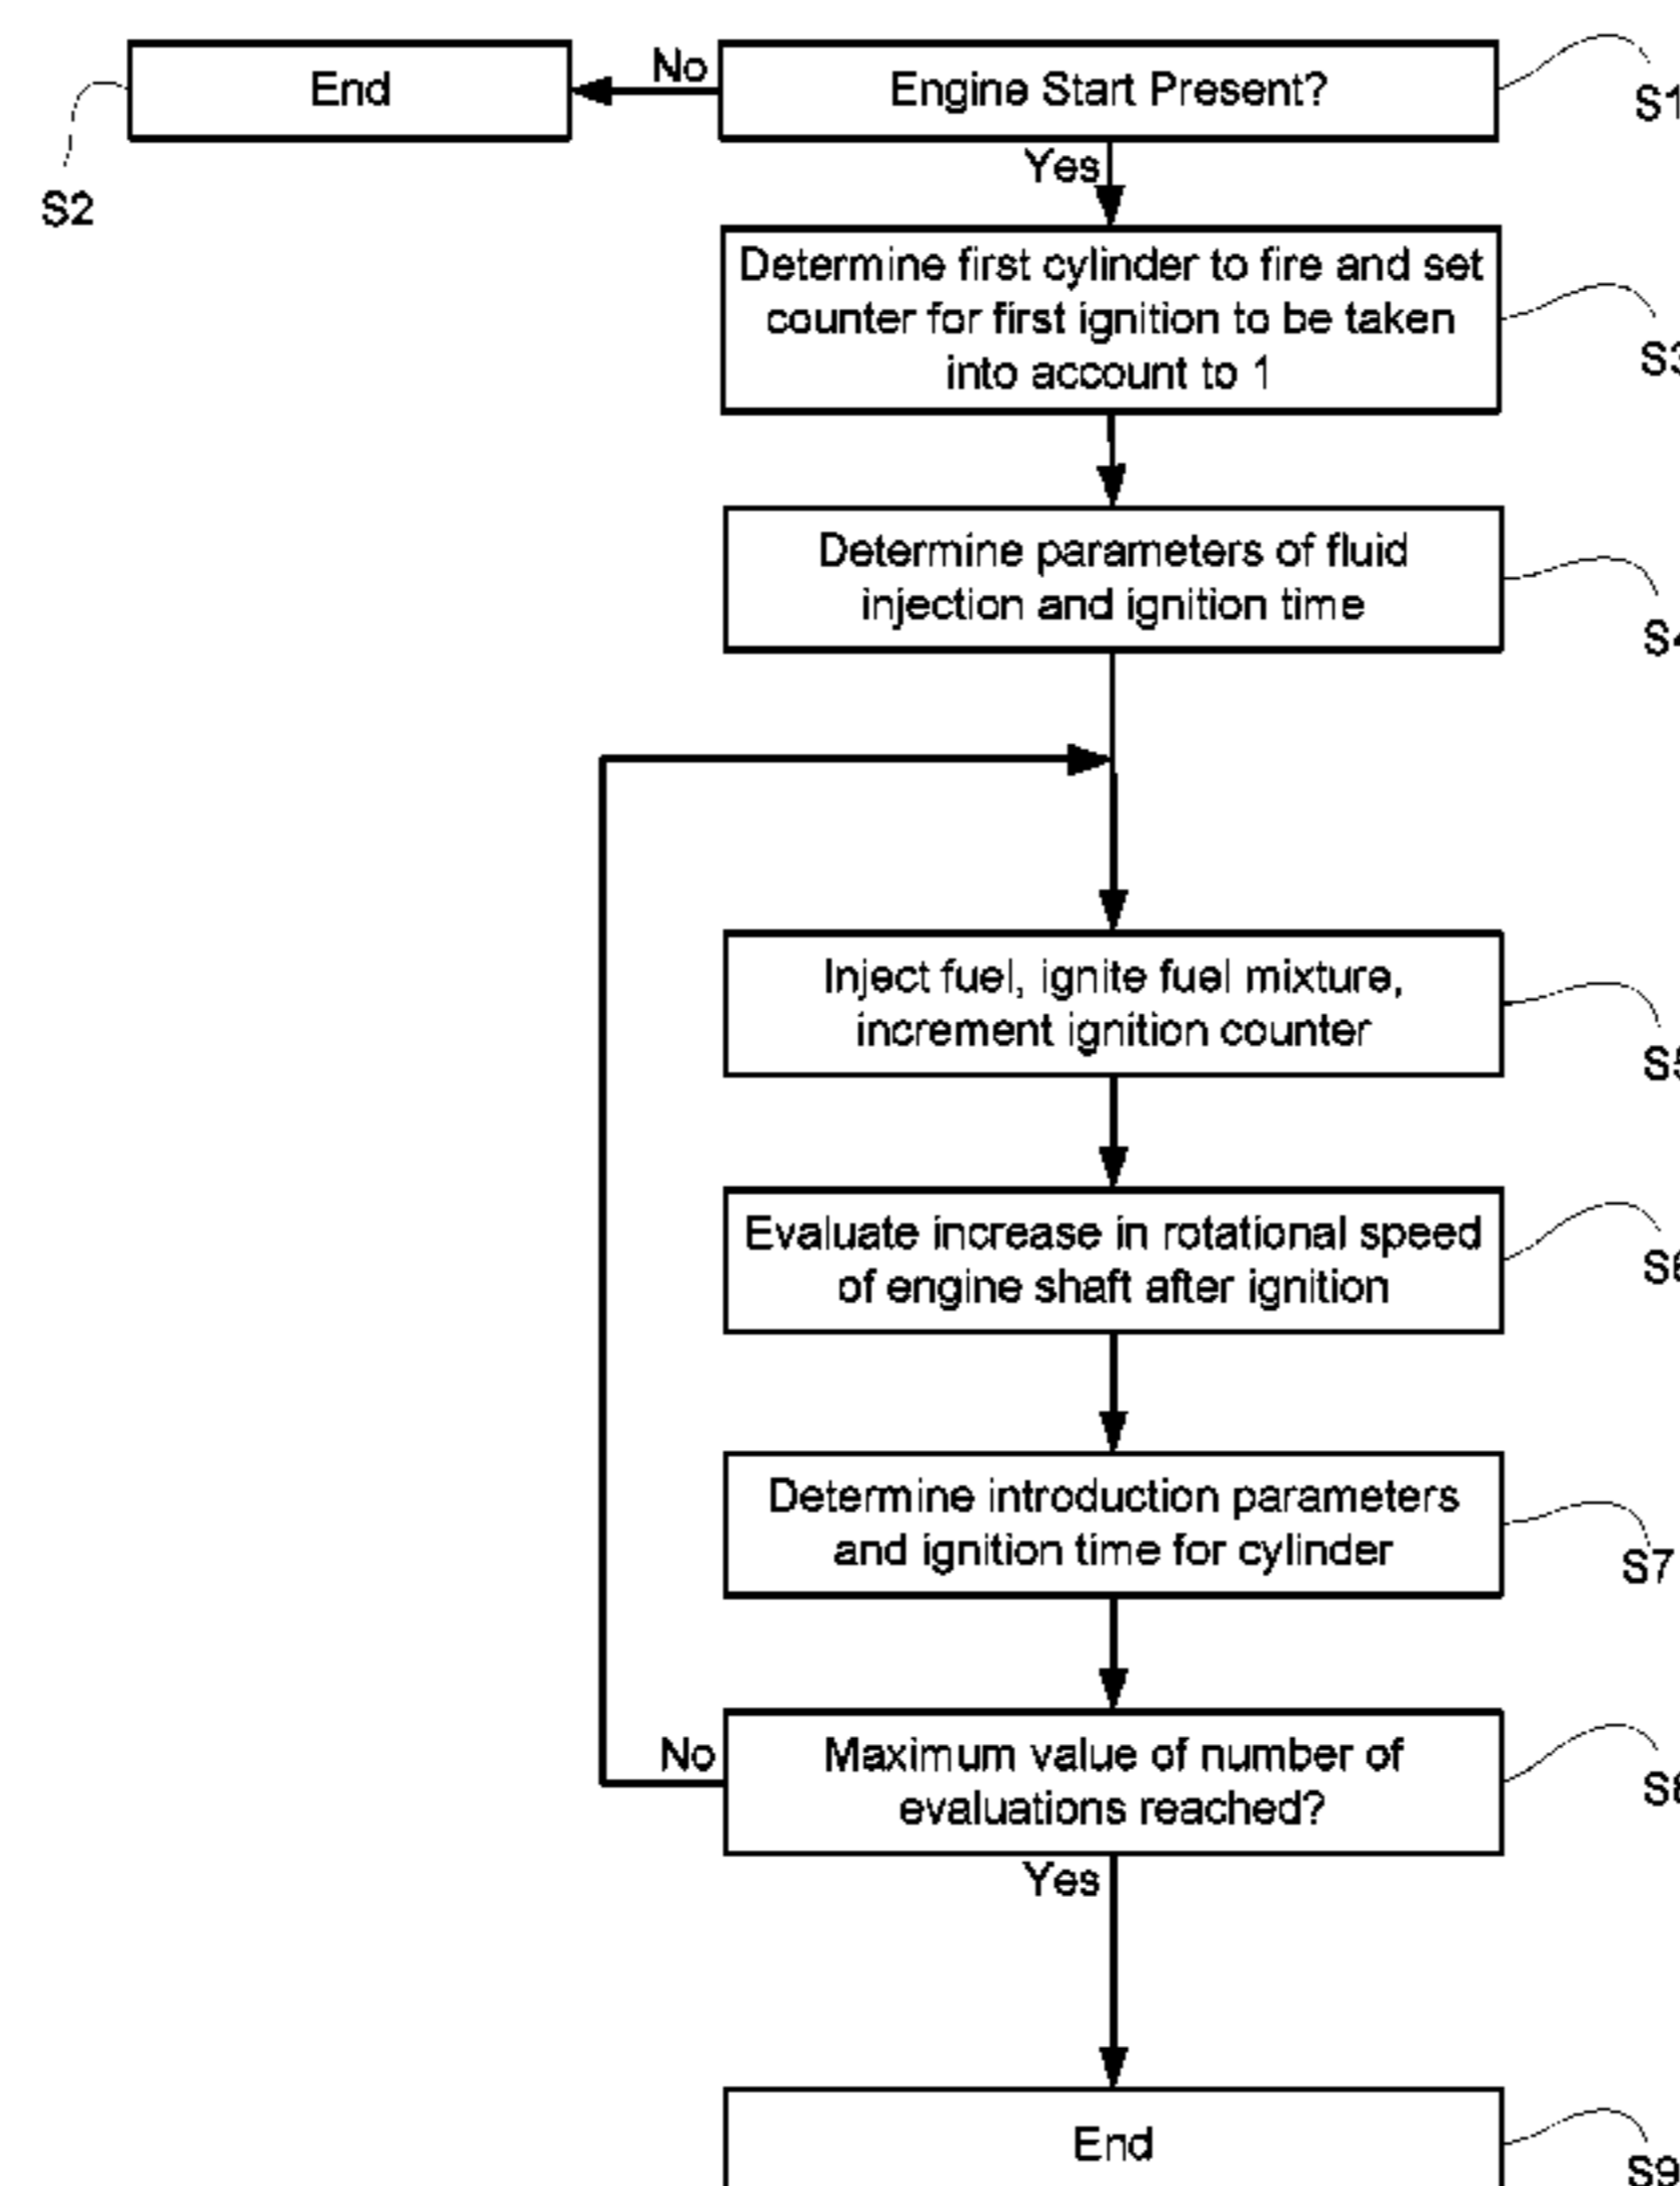 End
No
Engine Start Present?
S1
S2
Yes
Determine first cylinder to fire and set
counter for first ignition to be taken
into account to 1
S3
Determine parameters of fluid
injection and ignition time
S4
Inject fuel, ignite fuel mixture,
increment ignition counter
S5
Evaluate increase in rotational speed
of engine shaft after ignition
S6
Determine introduction parameters
and ignition time for cylinder
S7
No
Maximum value of number of
evaluations reached?
S8
Yes
End
S9